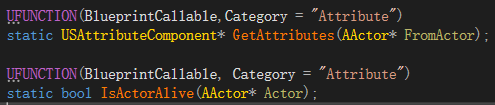 UFUNCTION(BlueprintCallable,Category = "Attribute")
static USAttributeComponent* GetAttributes(AActor* FromActor);
UFUNCTION(BlueprintCallable, Category = "Attribute")
static bool IsActorAlive(AActor* Actor);